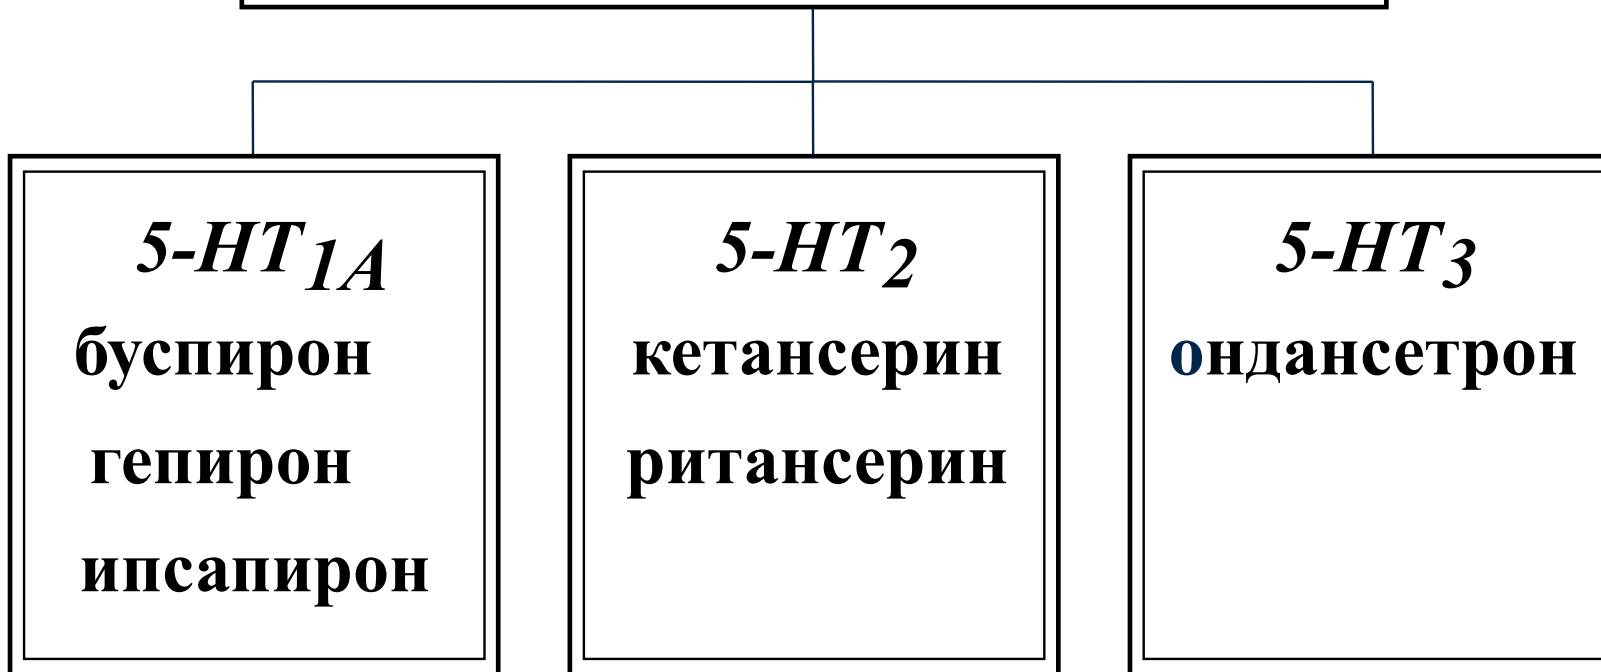 5-HT1A
буспирон
гепирон
ипсапирон
5-HT2
кетансерин
ритансерин
5-HT3
ондансетрон